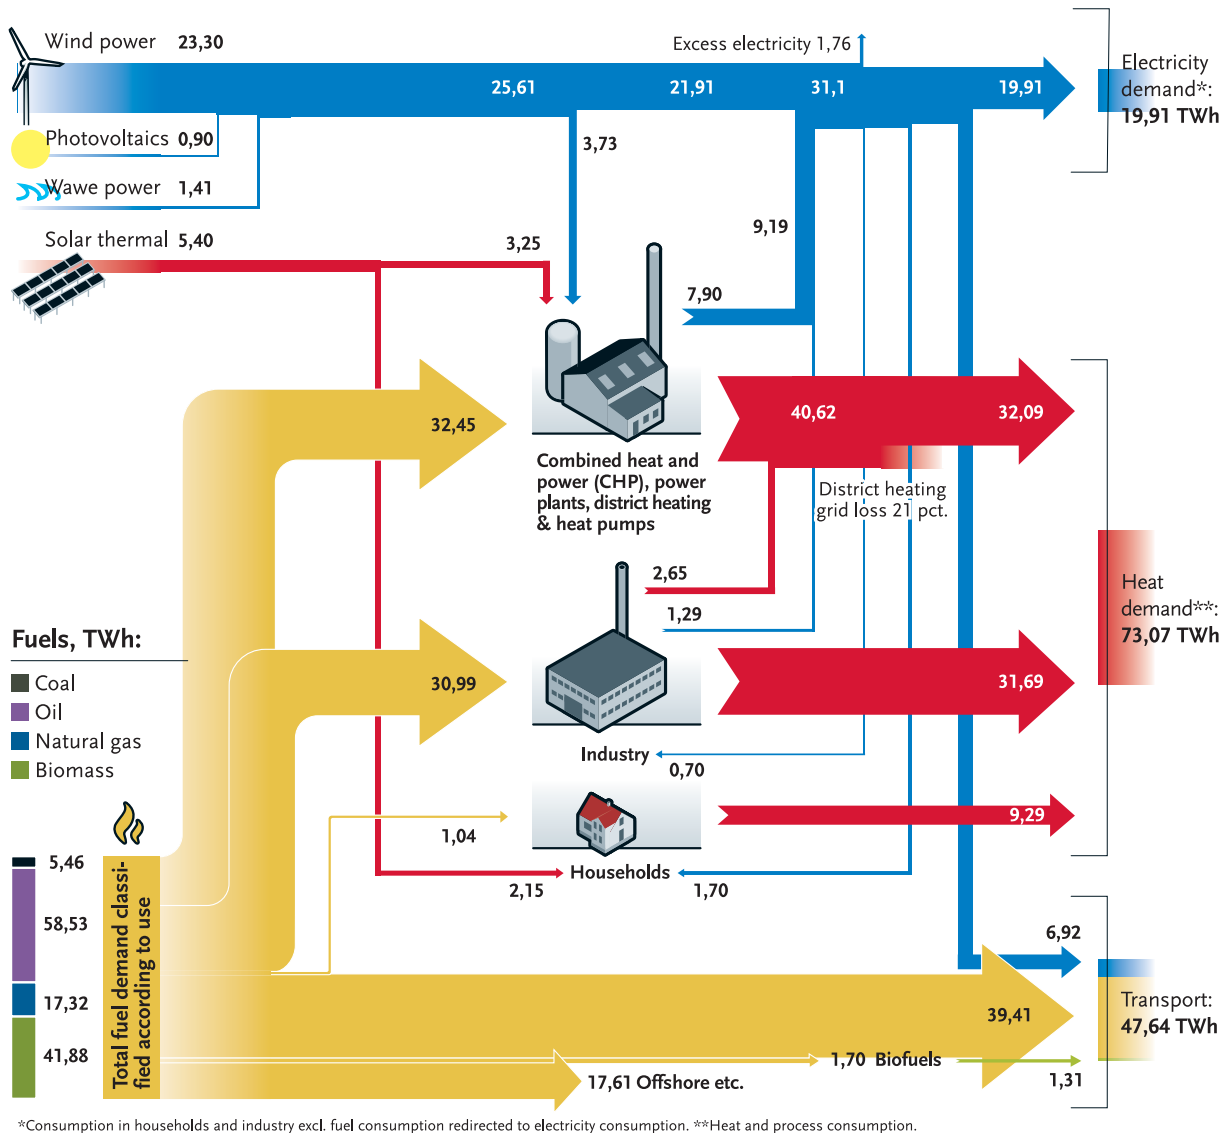 Wind power 23,30
Excess electricity 1,76
25,61 21,91 31,1 19,91
Electricity
demand*:
19,91 TWh
Photovoltaics 0,90
3,73
Wawe power 1,41
Solar thermal 5,40
3,25
9,19
7,90
32,45
40,62 32,09
Combined heat and
power (CHP), power
plants, district heating
& heat pumps
District heating
grid loss 21 pct.
2,65
1,29
Heat
demand**:
73,07 TWh
Fuels, TWh:
Coal
Oil
Natural gas
Biomass
30,99
31,69
Industry
0,70
1,04
9,29
Households
2,15
1,70
5,46
58,53
17,32
41,88
Total fuel demand classi-
fied according to use
6,92
39,41
Transport:
47,64 TWh
1,70 Biofuels
1,31
17,61 Offshore etc.
*Consumption in households and industry excl. fuel consumption redirected to electricity consumption. **Heat and process consumption.